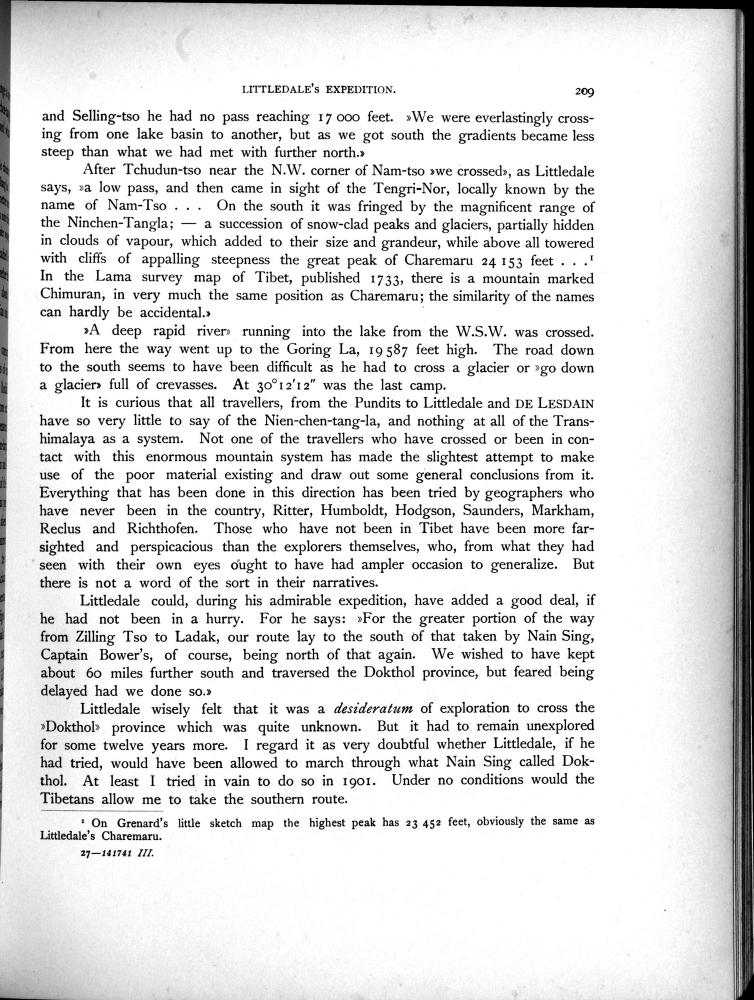 LITTLEDALE'S EXPEDITION. 209
and Selling-tso he had no pass reaching 17 000 feet. »We were everlastingly cross-
ing from one lake basin to another, but as we got south the gradients became less
steep than what we had met with further north.»
After Tchudun-tso near the N.W. corner of Nam-tso »we crossed», as Littledale
says, »a low pass, and then came in sight of the Tengri-Nor, locally known by the
name of Nam-Tso . . . On the south it was fringed by the magnificent range of
the Ninchen-Tangla; — a succession of snow-clad peaks and glaciers, partially hidden
in clouds of vapour, which added to their size and grandeur, while above all towered
with cliffs of appalling steepness the great peak of Charemaru 24 153 feet . . .¹
In the Lama survey map of Tibet, published 1733, there is a mountain marked
Chimuran, in very much the same position as Charemaru; the similarity of the names
can hardly be accidental.»
»A deep rapid river» running into the lake from the W.S.W. was crossed.
From here the way went up to the Goring La, 19 587 feet high. The road down
to the south seems to have been difficult as he had to cross a glacier or »go down
a glacier» full of crevasses. At 30°12'12" was the last camp.
It is curious that all travellers, from the Pundits to Littledale and DE LESDAIN
have so very little to say of the Nien-chen-tang-la, and nothing at all of the Trans-
himalaya as a system. Not one of the travellers who have crossed or been in con-
tact with this enormous mountain system has made the slightest attempt to make
use of the poor material existing and draw out some general conclusions from it.
Everything that has been done in this direction has been tried by geographers who
have never been in the country, Ritter, Humboldt, Hodgson, Saunders, Markham,
Reclus and Richthofen. Those who have not been in Tibet have been more far-
sighted and perspicacious than the explorers themselves, who, from what they had
seen with their own eyes ought to have had ampler occasion to generalize. But
there is not a word of the sort in their narratives.
Littledale could, during his admirable expedition, have added a good deal, if
he had not been in a hurry. For he says: »For the greater portion of the way
from Zilling Tso to Ladak, our route lay to the south of that taken by Nain Sing,
Captain Bower's, of course, being north of that again. We wished to have kept
about 60 miles further south and traversed the Dokthol province, but feared being
delayed had we done so.»
Littledale wisely felt that it was a desideratum of exploration to cross the
»Dokthol» province which was quite unknown. But it had to remain unexplored
for some twelve years more. I regard it as very doubtful whether Littledale, if he
had tried, would have been allowed to march through what Nain Sing called Dok-
thol. At least I tried in vain to do so in 1901. Under no conditions would the
Tibetans allow me to take the southern route.
¹ On Grenard's little sketch map the highest peak has 23 452 feet, obviously the same as
Littledale's Charemaru.
27—141741 III.